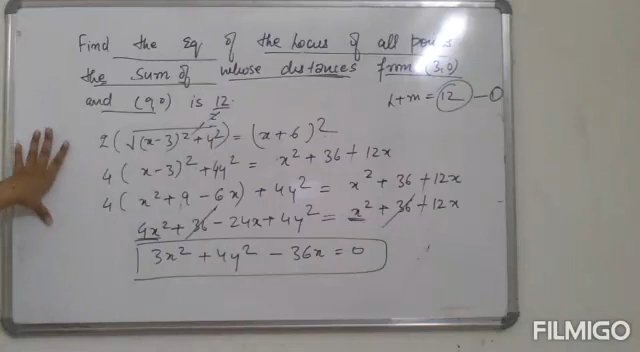 Find the Eq of the Locus of all points
the sum of whose distances from (3,0)
and (9,0) is 12.
L+m = 12 — ①
2(√(x-3)²+y²) = (x+6)²
4(x-3)²+4y² = x²+36+12x
4(x²+9-6x)+4y² = x²+36+12x
4x²+36-24x+4y² = x²+36+12x
3x²+4y²-36x=0
FILMIGO